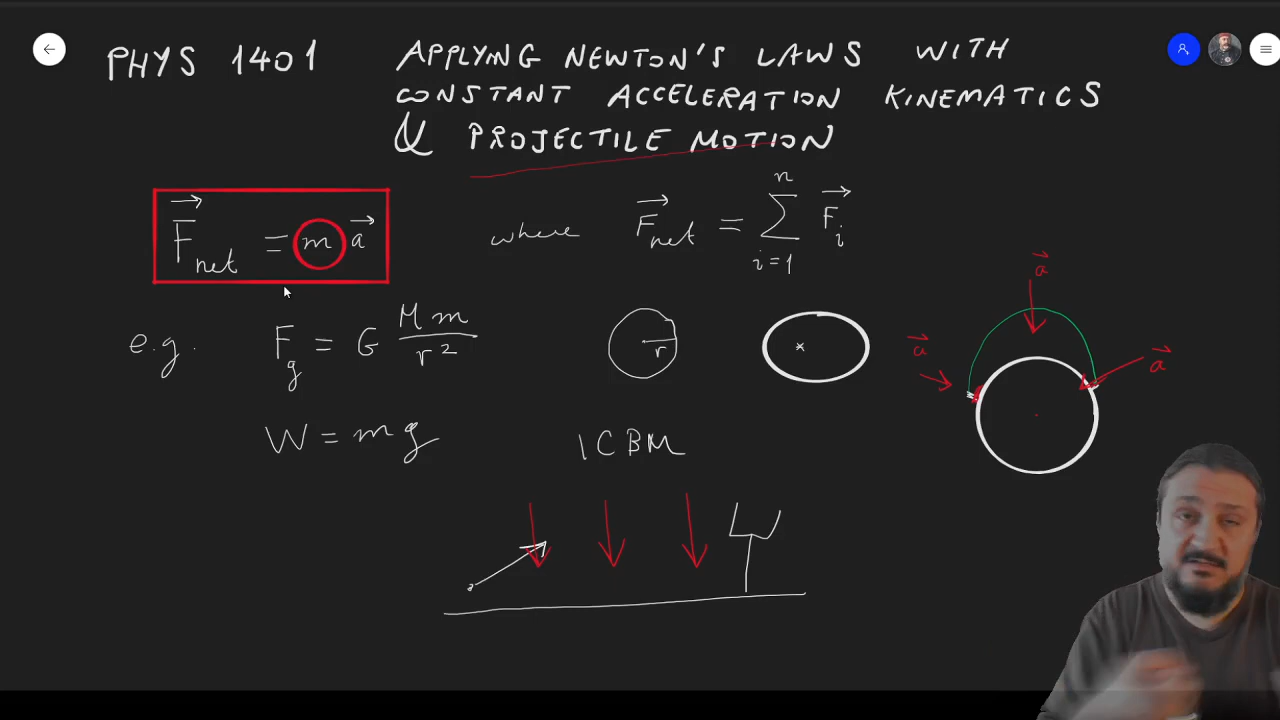 PHYS 1401 APPLYING NEWTON'S LAWS WITH
CONSTANT ACCELERATION KINEMATICS
& PROJECTILE MOTION
F⃗net = m a⃗ where F⃗net = ∑ⁿᵢ₌₁ F⃗i
a⃗
e.g. Fg = G Mm/r² r × a⃗ a⃗
W = mg ICBM